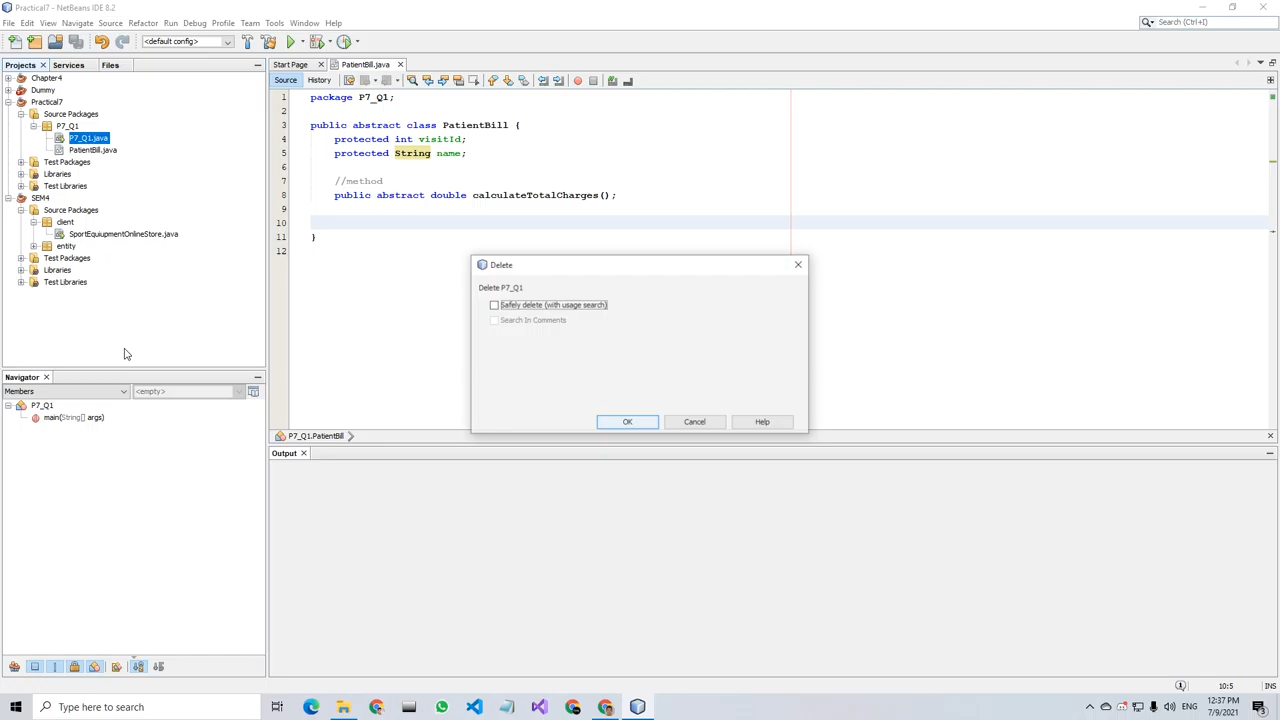 Practical7 - NetBeans IDE 8.2
File Edit View Navigate Source Refactor Run Debug Profile Team Tools Window Help
Search (Ctrl+I)
<default config>
Projects Services Files
Start Page PatientBill.java
Source History
Chapter4
Dummy
Practical7
Source Packages
P7_Q1
P7_Q1.java
PatientBill.java
Test Packages
Libraries
Test Libraries
SEM4
Source Packages
client
SportEquiupmentOnlineStore.java
entity
Test Packages
Libraries
Test Libraries
1 package P7_Q1;
2
3 public abstract class PatientBill {
4 protected int visitId;
5 protected String name;
6
7 //method
8 public abstract double calculateTotalCharges();
9
10
11 }
12
Delete
Delete P7_Q1
Safely delete (with usage search)
Search In Comments
OK Cancel Help
Navigator
Members <empty>
P7_Q1
main(String[] args)
P7_Q1.PatientBill
Output
10:5 INS
Type here to search
ENG
12:37 PM
7/9/2021
3